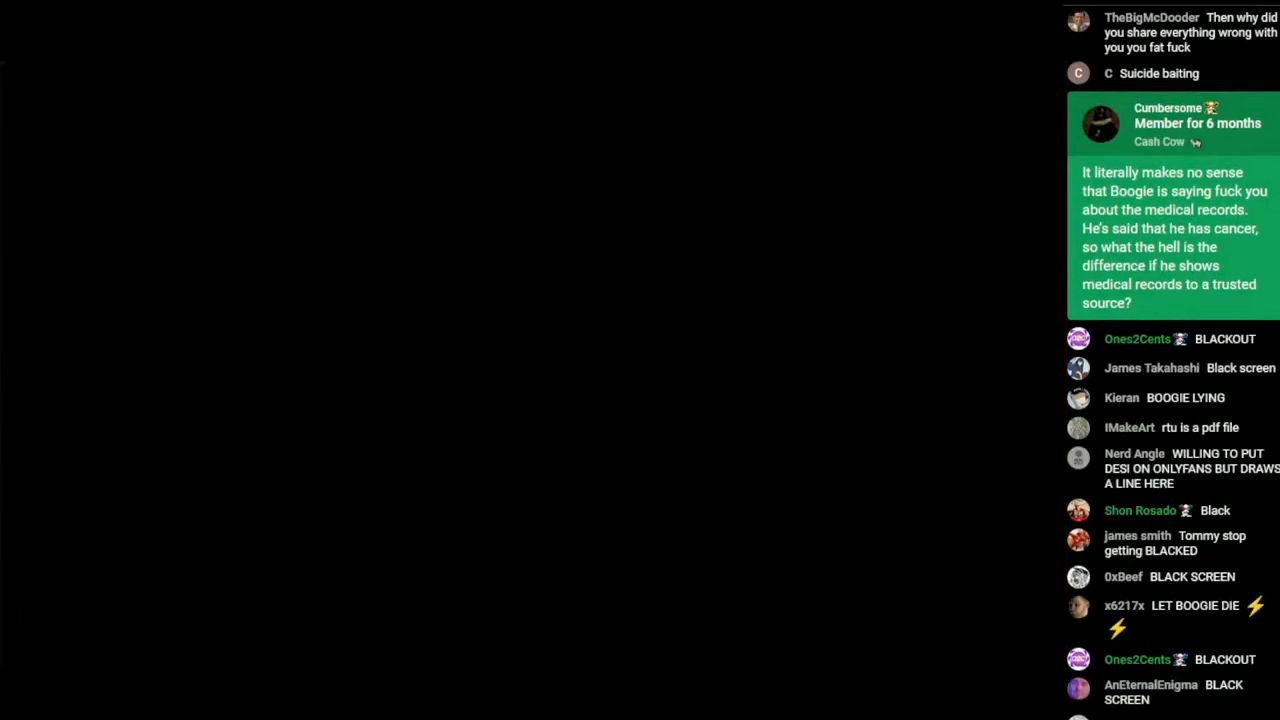 TheBigMcDooder Then why did
you share everything wrong with
you you fat fuck
C C Suicide baiting
Cumbersome
Member for 6 months
Cash Cow
It literally makes no sense
that Boogie is saying fuck you
about the medical records.
He's said that he has cancer,
so what the hell is the
difference if he shows
medical records to a trusted
source?
Ones2Cents BLACKOUT
James Takahashi Black screen
Kieran BOOGIE LYING
IMakeArt rtu is a pdf file
Nerd Angle WILLING TO PUT
DESI ON ONLYFANS BUT DRAWS
A LINE HERE
Shon Rosado Black
james smith Tommy stop
getting BLACKED
0xBeef BLACK SCREEN
x6217x LET BOOGIE DIE ⚡
⚡
Ones2Cents BLACKOUT
AnEternalEnigma BLACK
SCREEN